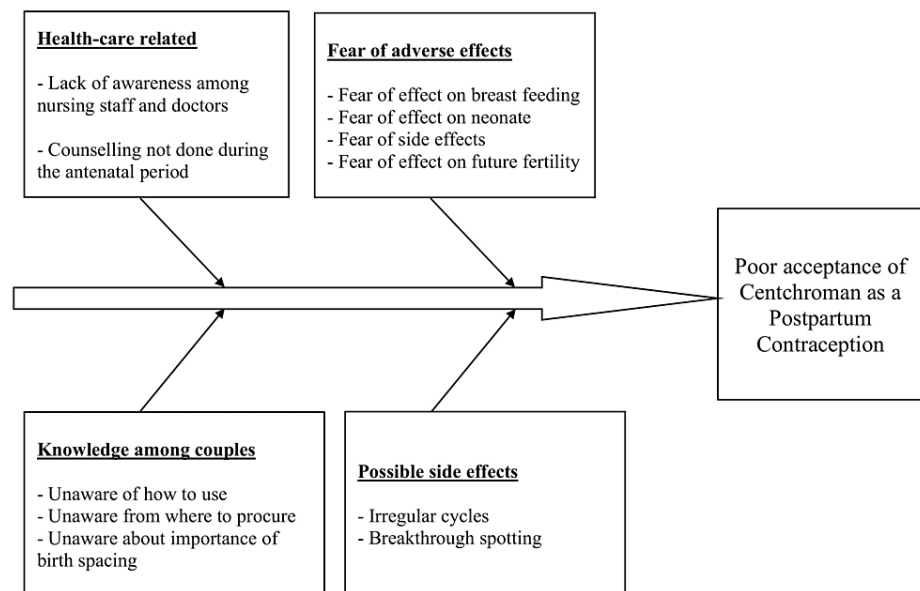 Health-care related
- Lack of awareness among
nursing staff and doctors
- Counselling not done during
the antenatal period
Fear of adverse effects
- Fear of effect on breast feeding
- Fear of effect on neonate
- Fear of side effects
- Fear of effect on future fertility
Poor acceptance of
Centchroman as a
Postpartum
Contraception
Knowledge among couples
- Unaware of how to use
- Unaware from where to procure
- Unaware about importance of
birth spacing
Possible side effects
- Irregular cycles
- Breakthrough spotting